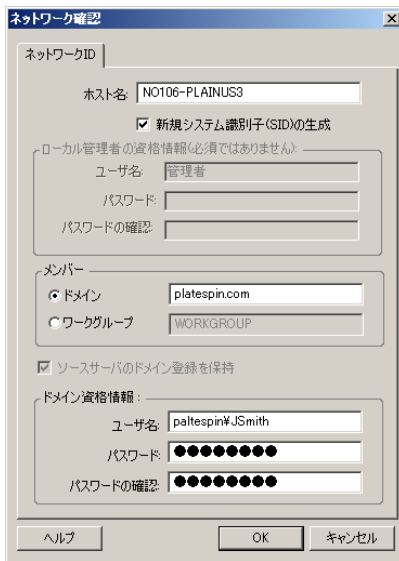 ネットワーク確認
ネットワークID
ホスト名: NO106-PLAINUS3
新規システム識別子(SID)の生成
ローカル管理者の資格情報(必須ではありません):
ユーザ名: 管理者
パスワード:
パスワードの確認:
メンバー
ドメイン platespin.com
ワークグループ WORKGROUP
ソースサーバのドメイン登録を保持
ドメイン資格情報:
ユーザ名: paltespin¥JSmith
パスワード: ●●●●●●●●
パスワードの確認: ●●●●●●●●
ヘルプ OK キャンセル